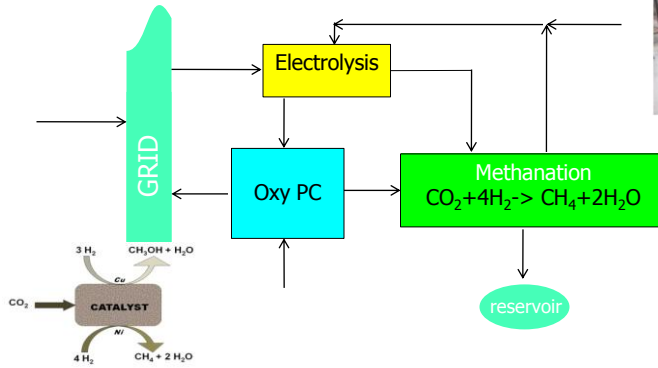 Electrolysis
GRID
Oxy PC
Methanation
CO₂+4H₂-> CH₄+2H₂O
reservoir
3 H₂
CH₃OH + H₂O
Cu
CO₂
CATALYST
Ni
4 H₂
CH₄ + 2 H₂O